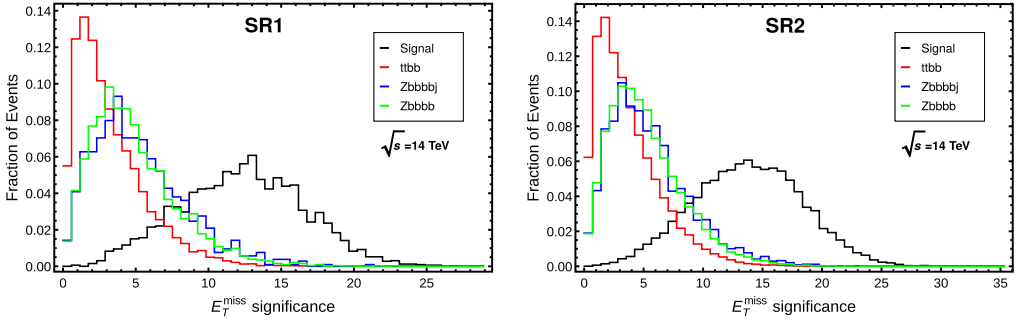 SR1
Fraction of Events
0.14
0.12
0.10
0.08
0.06
0.04
0.02
0.00
Signal
ttbb
Zbbbbj
Zbbbb
√s =14 TeV
0 5 10 15 20 25
E_T^miss significance
SR2
Fraction of Events
0.14
0.12
0.10
0.08
0.06
0.04
0.02
0.00
Signal
ttbb
Zbbbbj
Zbbbb
√s =14 TeV
0 5 10 15 20 25 30 35
E_T^miss significance